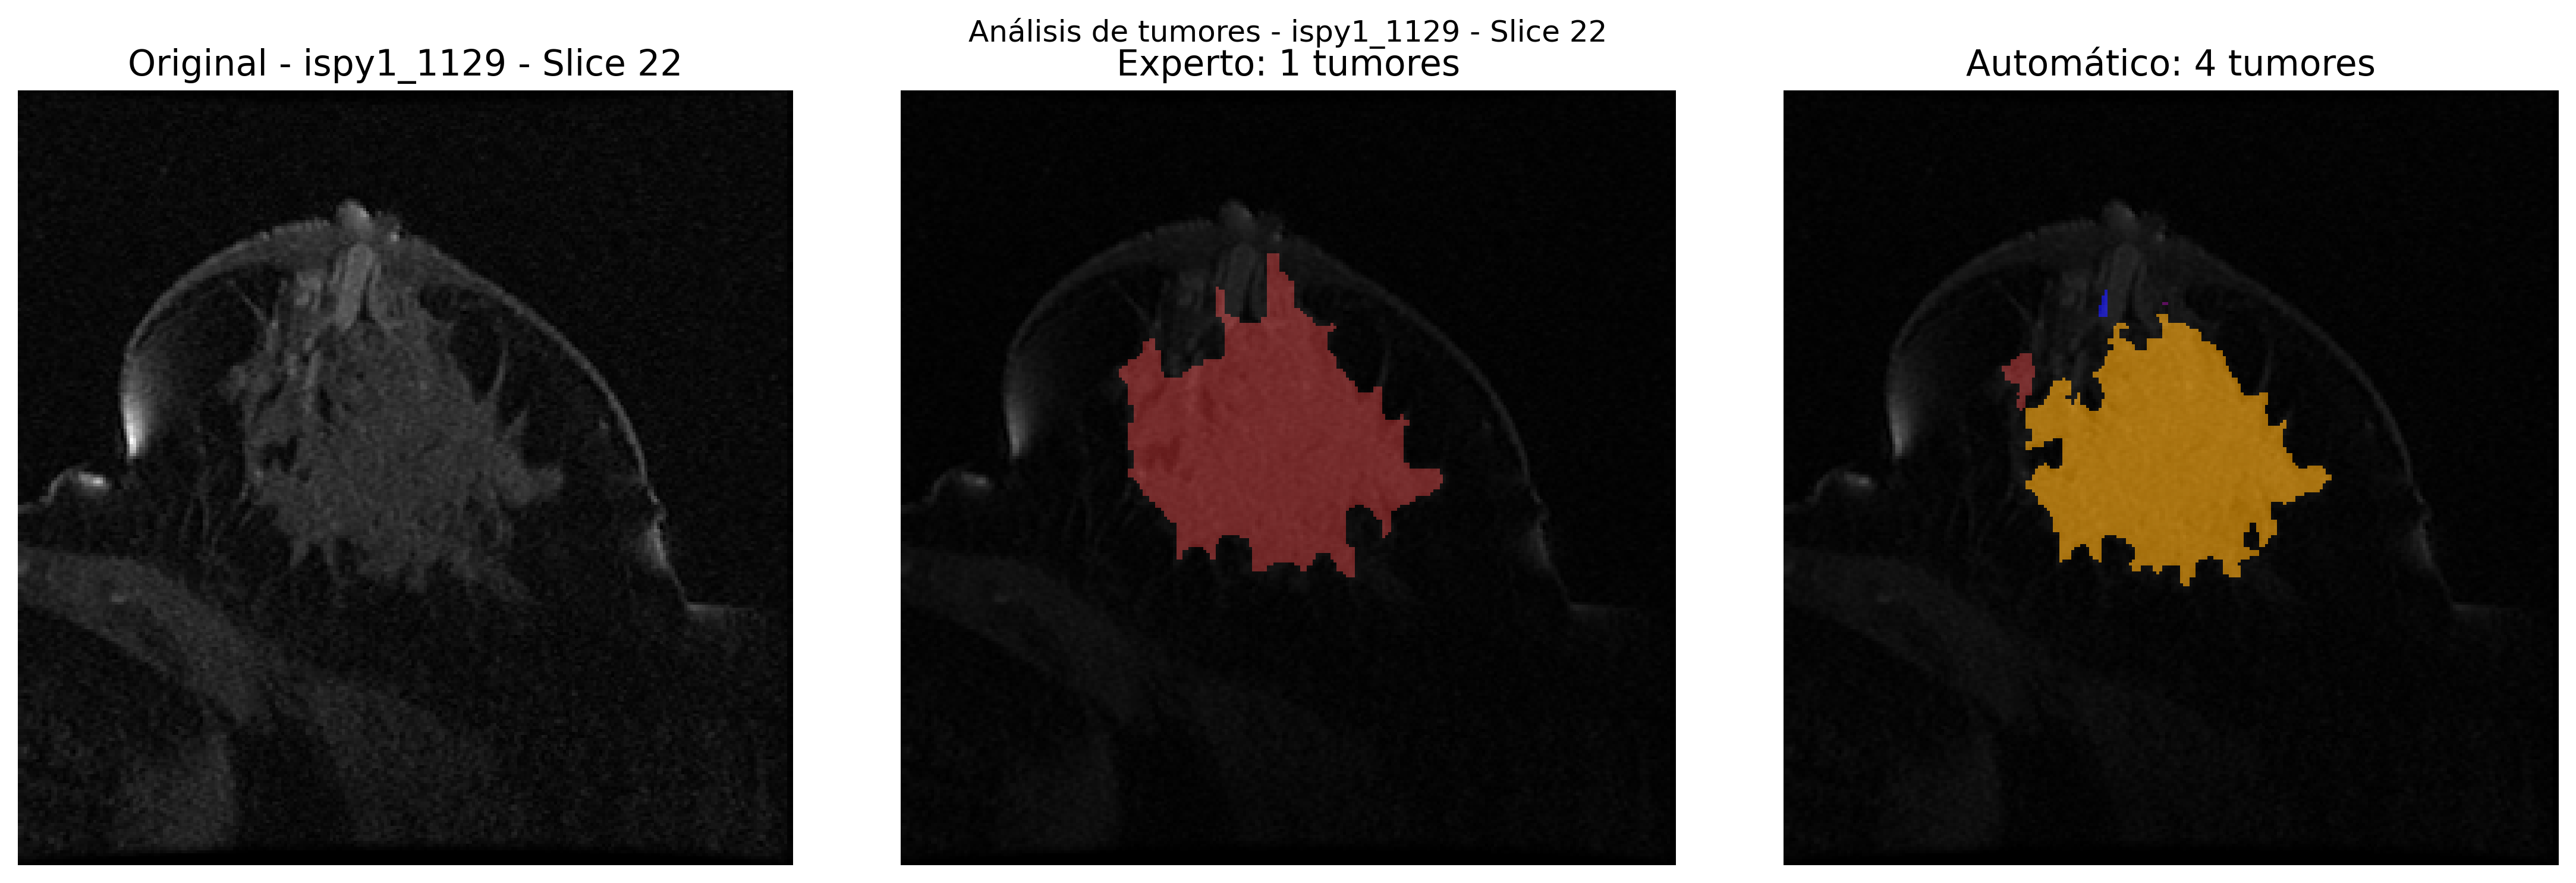 Análisis de tumores - ispy1_1129 - Slice 22
Original - ispy1_1129 - Slice 22
Experto: 1 tumores
Automático: 4 tumores